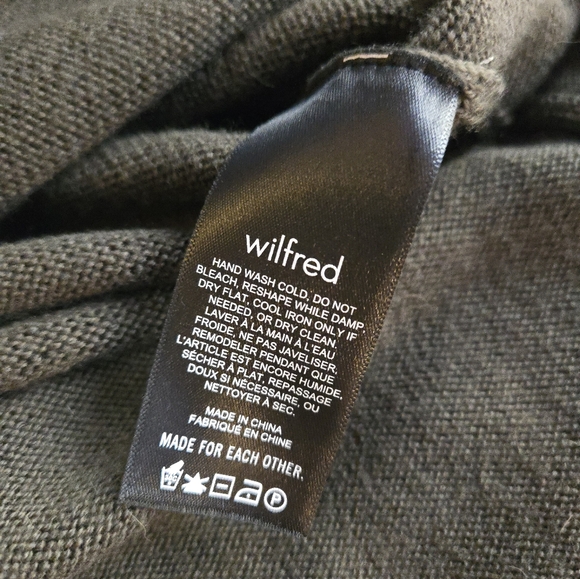 wilfred
HAND WASH COLD, DO NOT
BLEACH, RESHAPE WHILE DAMP.
DRY FLAT, COOL IRON ONLY IF
NEEDED, OR DRY CLEAN.
LAVER À LA MAIN À L'EAU
FROIDE, NE PAS JAVELISER.
REMODELER PENDANT QUE
L'ARTICLE EST ENCORE HUMIDE,
SÉCHER À PLAT, REPASSAGE
DOUX SI NÉCESSAIRE, OU
NETTOYER À SEC.
MADE IN CHINA
FABRIQUÉ EN CHINE
MADE FOR EACH OTHER.
P